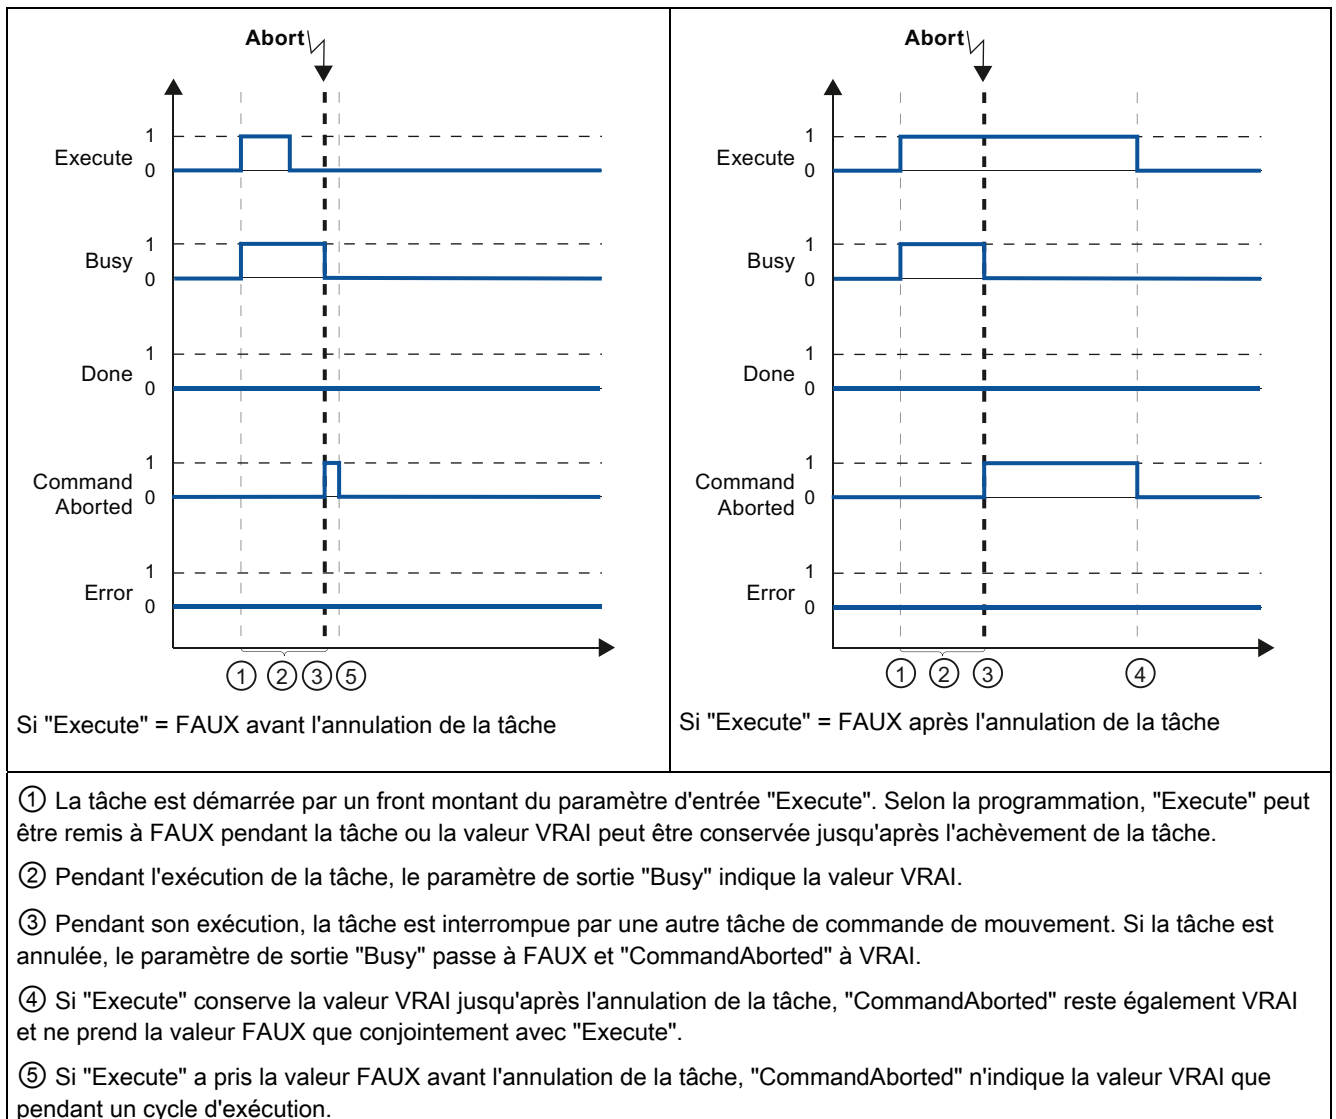 Abort
1
Execute
0
1
Busy
0
1
Done
0
1
Command
Aborted
0
1
Error
0
① ② ③ ⑤
Si "Execute" = FAUX avant l'annulation de la tâche
Abort
1
Execute
0
1
Busy
0
1
Done
0
1
Command
Aborted
0
1
Error
0
① ② ③ ④
Si "Execute" = FAUX après l'annulation de la tâche
① La tâche est démarrée par un front montant du paramètre d'entrée "Execute". Selon la programmation, "Execute" peut
être remis à FAUX pendant la tâche ou la valeur VRAI peut être conservée jusqu'après l'achèvement de la tâche.
② Pendant l'exécution de la tâche, le paramètre de sortie "Busy" indique la valeur VRAI.
③ Pendant son exécution, la tâche est interrompue par une autre tâche de commande de mouvement. Si la tâche est
annulée, le paramètre de sortie "Busy" passe à FAUX et "CommandAborted" à VRAI.
④ Si "Execute" conserve la valeur VRAI jusqu'après l'annulation de la tâche, "CommandAborted" reste également VRAI
et ne prend la valeur FAUX que conjointement avec "Execute".
⑤ Si "Execute" a pris la valeur FAUX avant l'annulation de la tâche, "CommandAborted" n'indique la valeur VRAI que
pendant un cycle d'exécution.